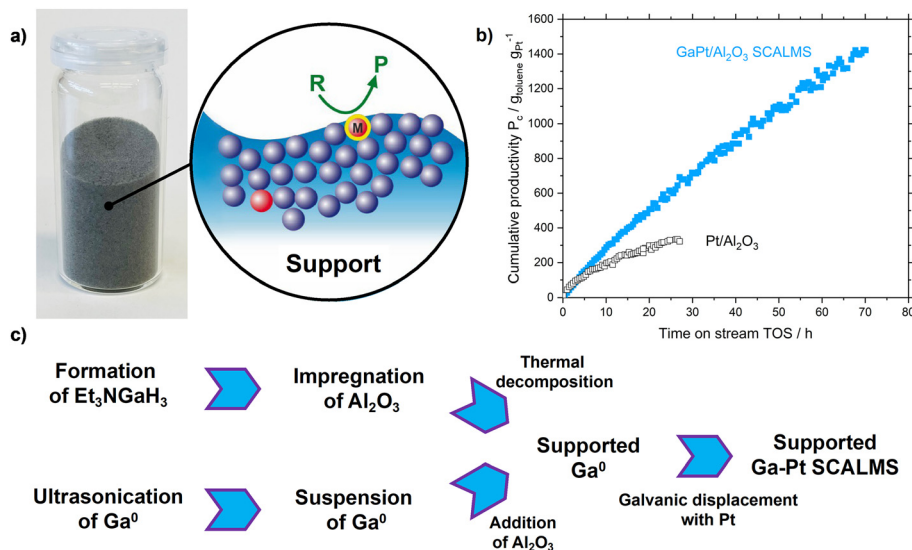 a)
R
P
M
Support
b)
Cumulative productivity P_c / g_toluene g_Pt^-1
1600
1400
1200
1000
800
600
400
200
0
GaPt/Al₂O₃ SCALMS
Pt/Al₂O₃
0 10 20 30 40 50 60 70 80
Time on stream TOS / h
c)
Formation
of Et₃NGaH₃
Impregnation
of Al₂O₃
Thermal
decomposition
Supported
Ga⁰
Supported
Ga-Pt SCALMS
Ultrasonication
of Ga⁰
Suspension
of Ga⁰
Addition
of Al₂O₃
Galvanic displacement
with Pt